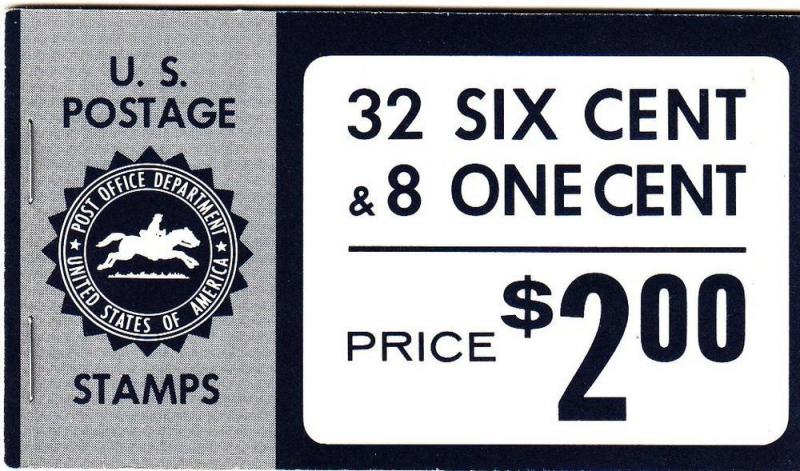 U. S.
POSTAGE
★ POST OFFICE DEPARTMENT ★
UNITED STATES OF AMERICA
STAMPS
32 SIX CENT
& 8 ONE CENT
PRICE $2.00